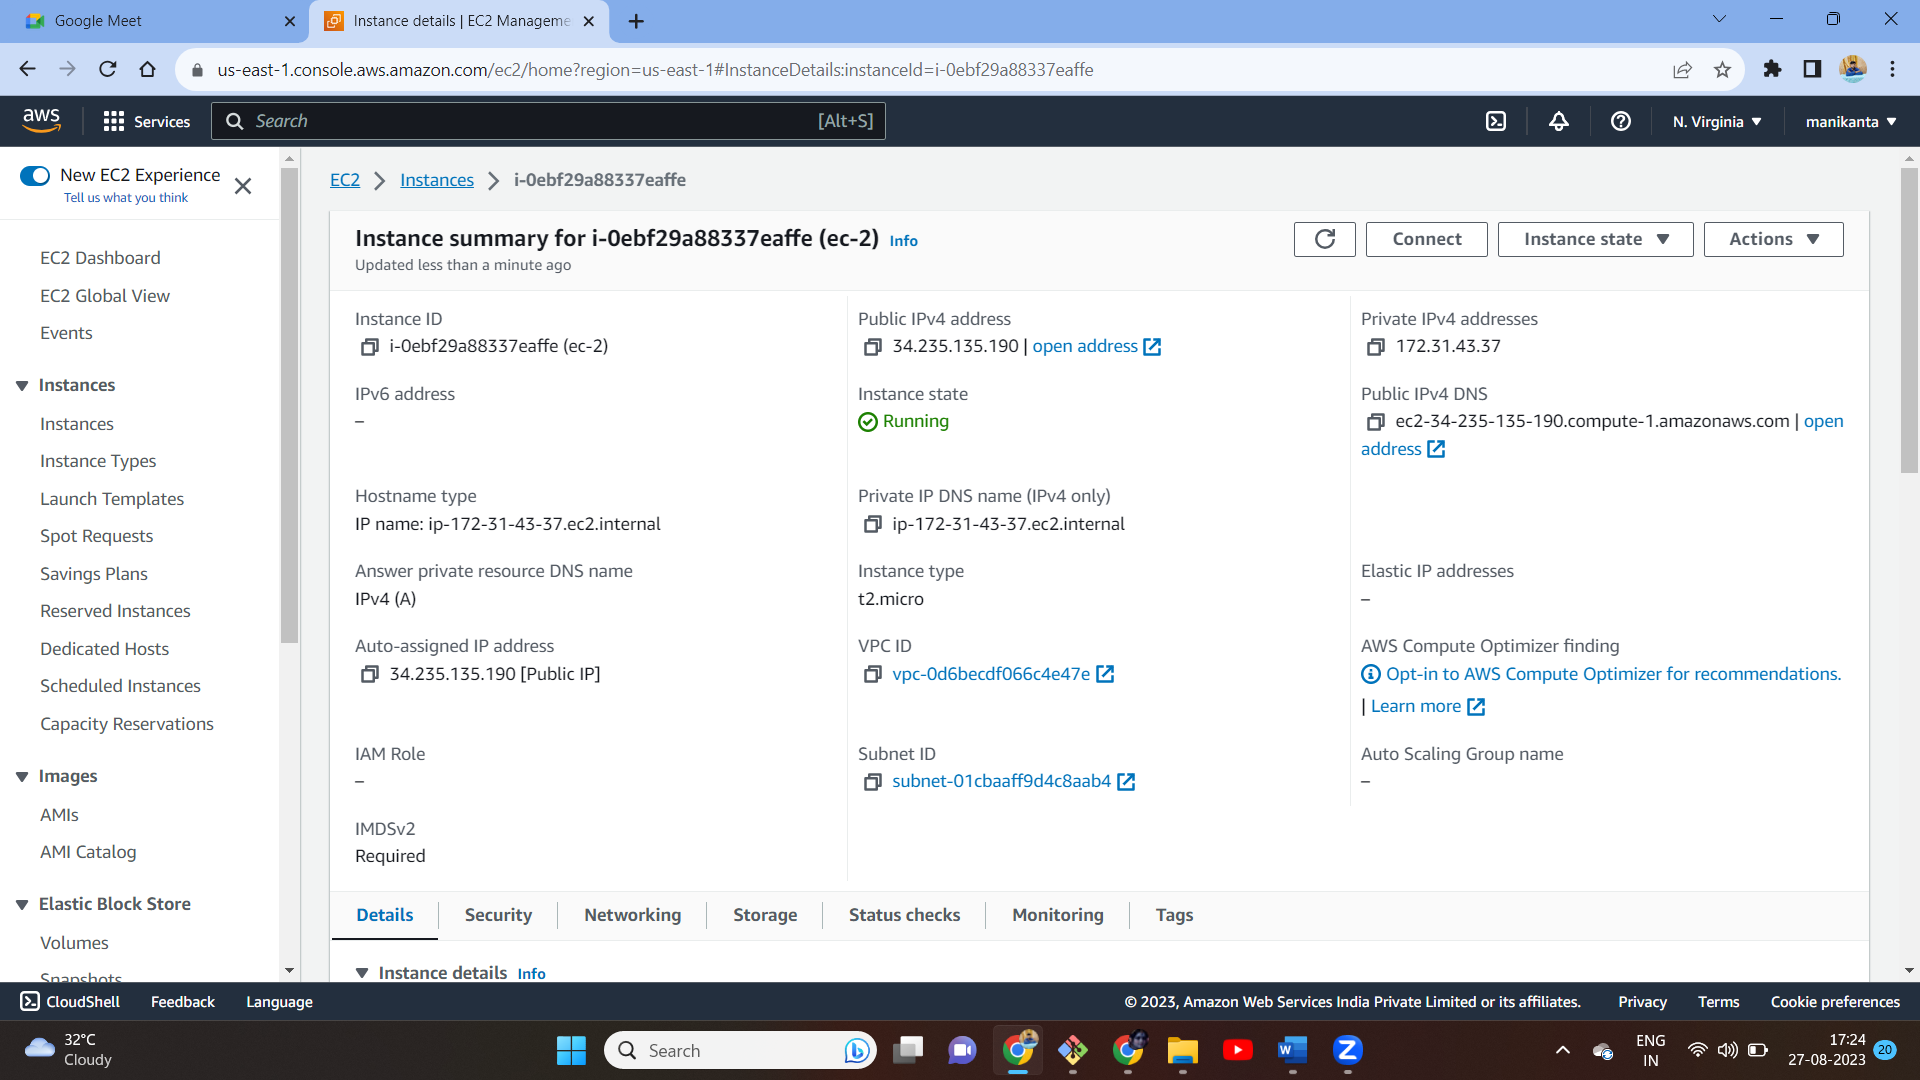 Google Meet
Instance details | EC2 Manageme
us-east-1.console.aws.amazon.com/ec2/home?region=us-east-1#InstanceDetails:instanceId=i-0ebf29a88337eaffe
aws
Services
Search
[Alt+S]
N. Virginia
manikanta
New EC2 Experience
Tell us what you think
EC2 Dashboard
EC2 Global View
Events
Instances
Instances
Instance Types
Launch Templates
Spot Requests
Savings Plans
Reserved Instances
Dedicated Hosts
Scheduled Instances
Capacity Reservations
Images
AMIs
AMI Catalog
Elastic Block Store
Volumes
Snapshots
EC2
Instances
i-0ebf29a88337eaffe
Instance summary for i-0ebf29a88337eaffe (ec-2) Info
Updated less than a minute ago
Connect
Instance state
Actions
Instance ID
i-0ebf29a88337eaffe (ec-2)
Public IPv4 address
34.235.135.190 | open address
Private IPv4 addresses
172.31.43.37
IPv6 address
–
Instance state
Running
Public IPv4 DNS
ec2-34-235-135-190.compute-1.amazonaws.com | open
address
Hostname type
IP name: ip-172-31-43-37.ec2.internal
Private IP DNS name (IPv4 only)
ip-172-31-43-37.ec2.internal
Answer private resource DNS name
IPv4 (A)
Instance type
t2.micro
Elastic IP addresses
–
Auto-assigned IP address
34.235.135.190 [Public IP]
VPC ID
vpc-0d6becdf066c4e47e
AWS Compute Optimizer finding
Opt-in to AWS Compute Optimizer for recommendations.
| Learn more
IAM Role
–
Subnet ID
subnet-01cbaaff9d4c8aab4
Auto Scaling Group name
–
IMDSv2
Required
Details
Security
Networking
Storage
Status checks
Monitoring
Tags
Instance details Info
CloudShell
Feedback
Language
© 2023, Amazon Web Services India Private Limited or its affiliates.
Privacy
Terms
Cookie preferences
32°C
Cloudy
Search
ENG
IN
17:24
27-08-2023
20